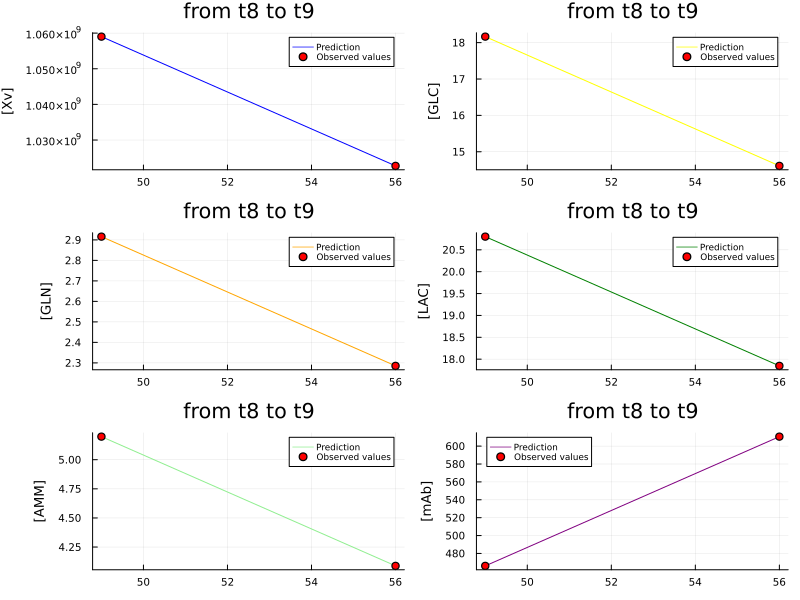 from t8 to t9
[Xv]
1.060×10⁹
1.050×10⁹
1.040×10⁹
1.030×10⁹
Prediction
Observed values
50 52 54 56
from t8 to t9
[GLC]
18
17
16
15
Prediction
Observed values
50 52 54 56
from t8 to t9
[GLN]
2.9
2.8
2.7
2.6
2.5
2.4
2.3
Prediction
Observed values
50 52 54 56
from t8 to t9
[LAC]
20.5
20.0
19.5
19.0
18.5
18.0
Prediction
Observed values
50 52 54 56
from t8 to t9
[AMM]
5.00
4.75
4.50
4.25
Prediction
Observed values
50 52 54 56
from t8 to t9
[mAb]
600
580
560
540
520
500
480
Prediction
Observed values
50 52 54 56